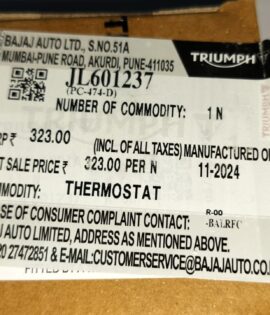 BAJAJ AUTO LTD., S.NO.51A
MUMBAI-PUNE ROAD, AKURDI, PUNE-411035
TRIUMPH
JL601237
(PC-474-D)
NUMBER OF COMMODITY: 1 N
RP ₹ 323.00 (INCL OF ALL TAXES) MANUFACTURED O
T SALE PRICE ₹ 323.00 PER N 11-2024
MODITY: THERMOSTAT
ASE OF CONSUMER COMPLAINT CONTACT: R-00
-BALRFC
J AUTO LIMITED, ADDRESS AS MENTIONED ABOVE.
20 27472851 & E-MAIL:CUSTOMERSERVICE@BAJAJAUTO.CO